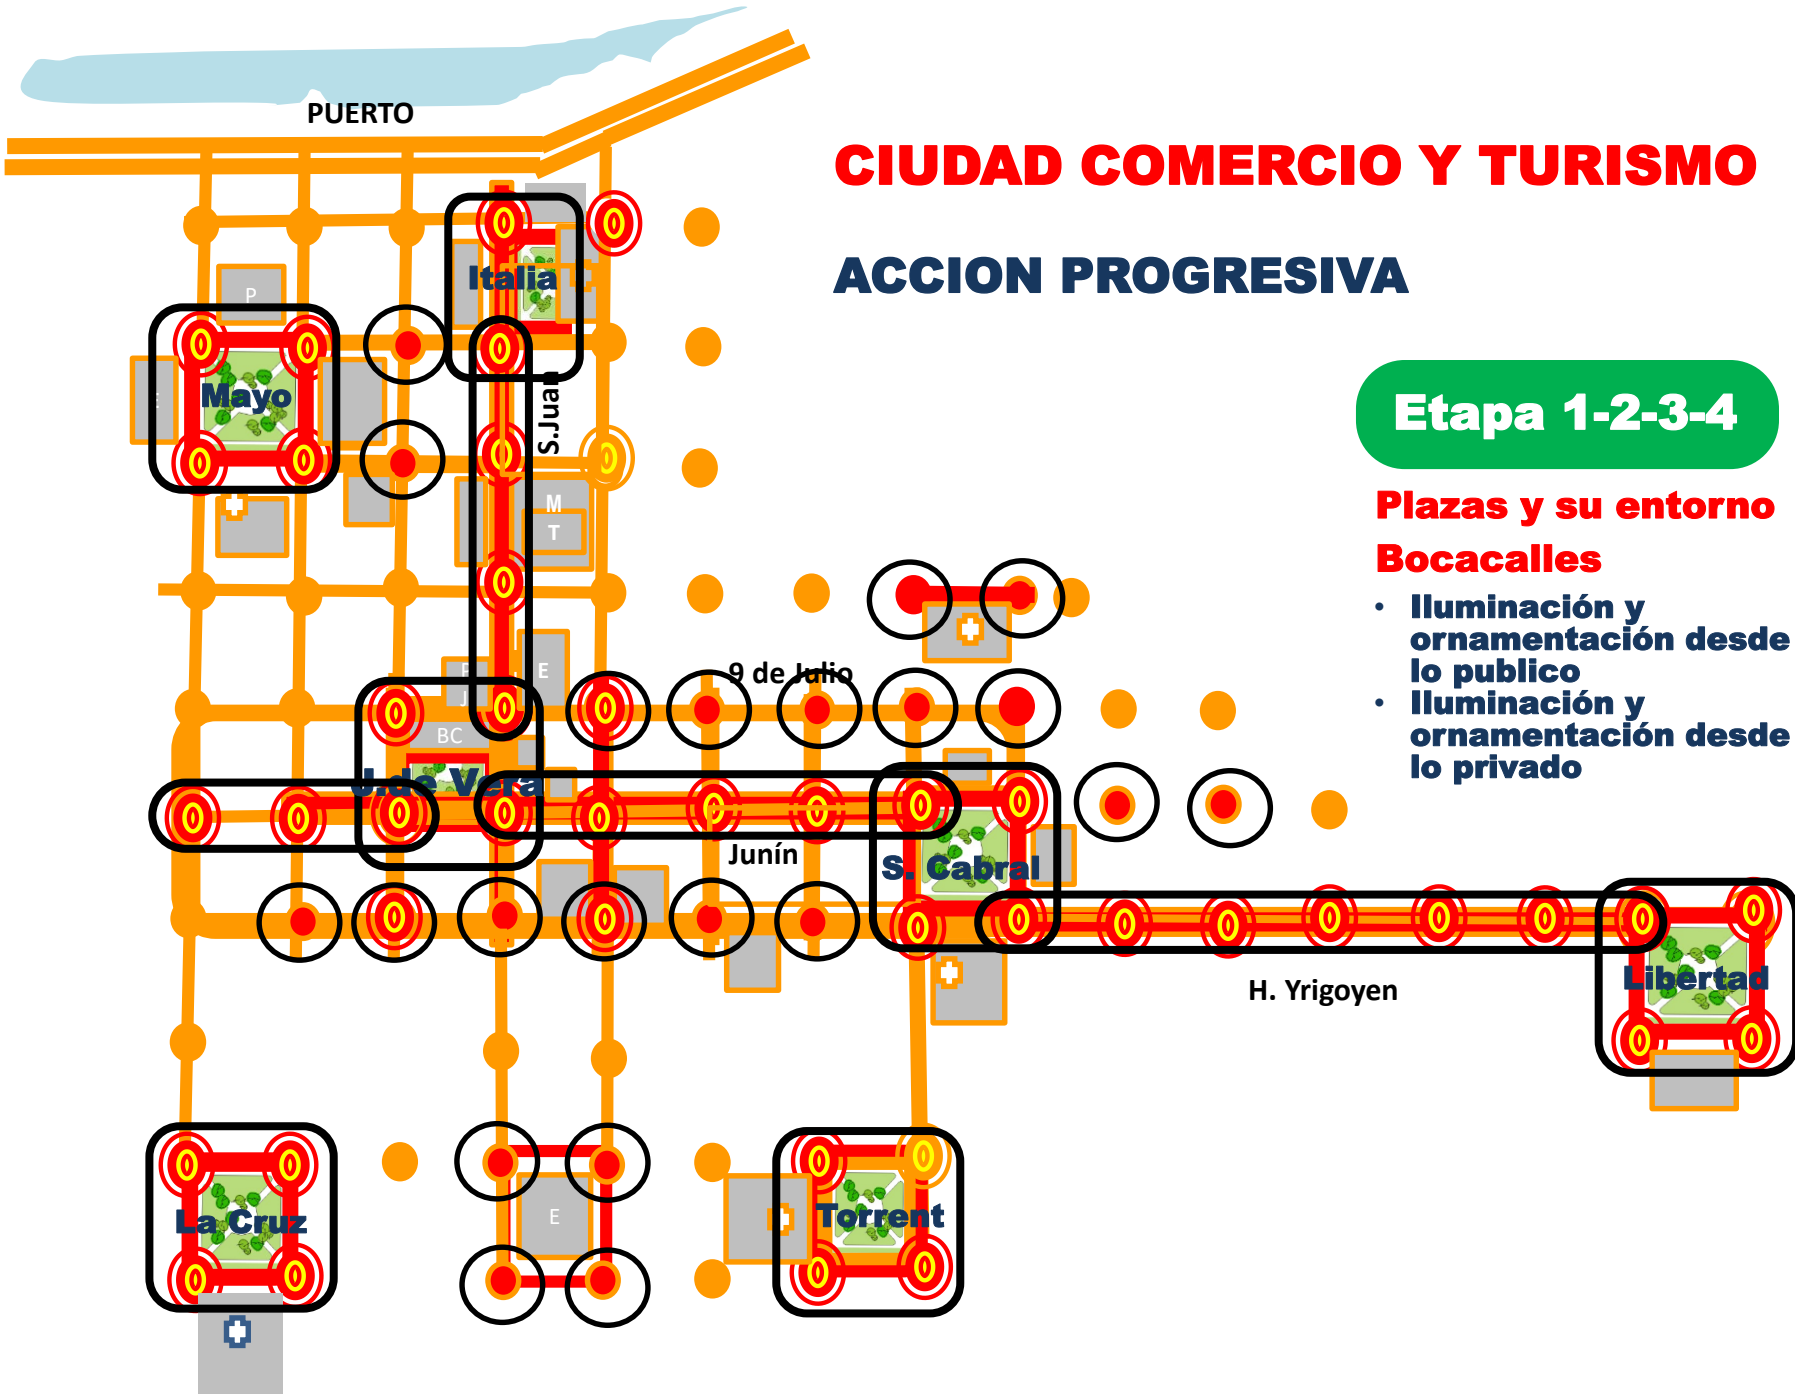 PUERTO
CIUDAD COMERCIO Y TURISMO
ACCION PROGRESIVA
Italia
P
Mayo
S.Juan
Etapa 1-2-3-4
Plazas y su entorno
Bocacalles
• Iluminación y
ornamentación desde
lo publico
• Iluminación y
ornamentación desde
lo privado
M
T
E
9 de Julio
BC
J.de Vera
Junín
S. Cabral
H. Yrigoyen
Libertad
La Cruz
E
Torrent